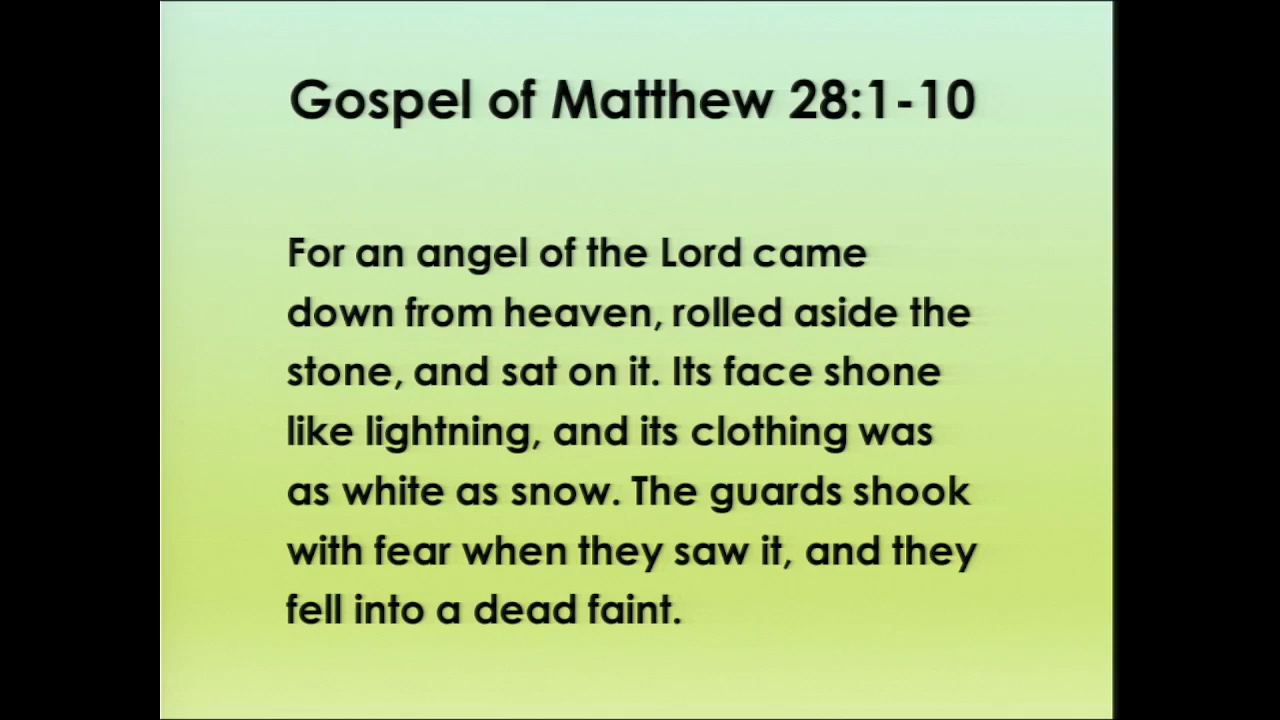 Gospel of Matthew 28:1-10
For an angel of the Lord came
down from heaven, rolled aside the
stone, and sat on it. Its face shone
like lightning, and its clothing was
as white as snow. The guards shook
with fear when they saw it, and they
fell into a dead faint.